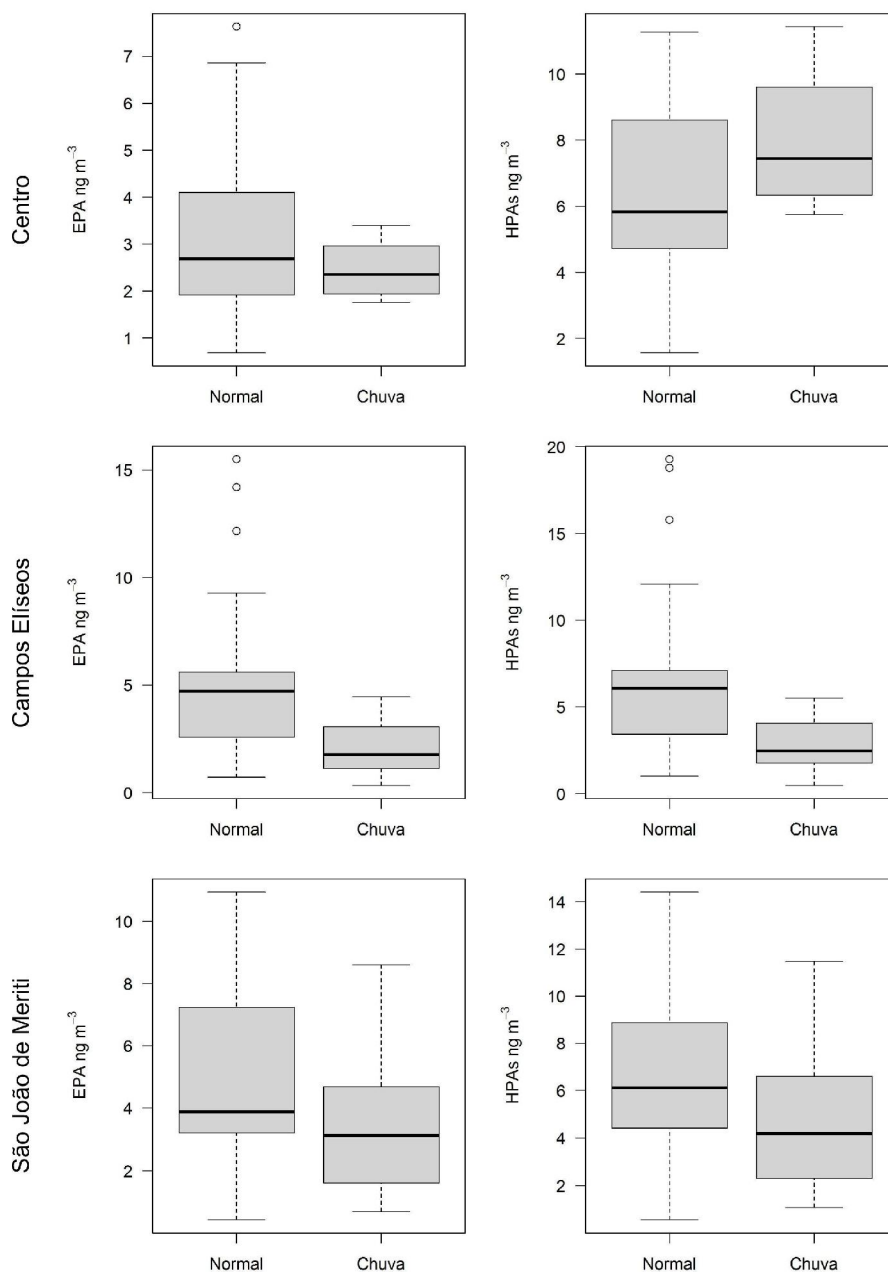 Centro
EPA ng m⁻³
7
6
5
4
3
2
1
Normal Chuva
HPAs ng m⁻³
10
8
6
4
2
Normal Chuva
Campos Elíseos
EPA ng m⁻³
15
10
5
0
Normal Chuva
HPAs ng m⁻³
20
15
10
5
0
Normal Chuva
São João de Meriti
EPA ng m⁻³
10
8
6
4
2
Normal Chuva
HPAs ng m⁻³
14
12
10
8
6
4
2
Normal Chuva